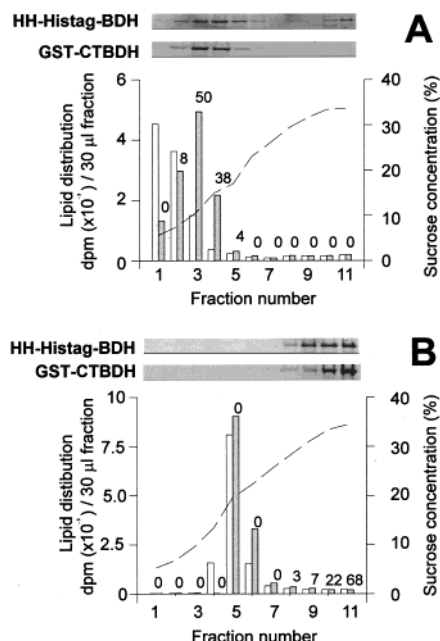 HH-Histag-BDH
GST-CTBDH
A
Lipid distribution
dpm (x10⁻¹) / 30 µl fraction
6
4
2
0
0
8
50
38
4
0 0 0 0 0 0
40
30
20
10
0
Sucrose concentration (%)
1 3 5 7 9 11
Fraction number
HH-Histag-BDH
GST-CTBDH
B
Lipid distribution
dpm (x10⁻¹) / 30 µl fraction
10
7.5
5.0
2.5
0
0 0 0 0 0 0 0 3 7 22 68
40
30
20
10
0
Sucrose concentration (%)
1 3 5 7 9 11
Fraction number